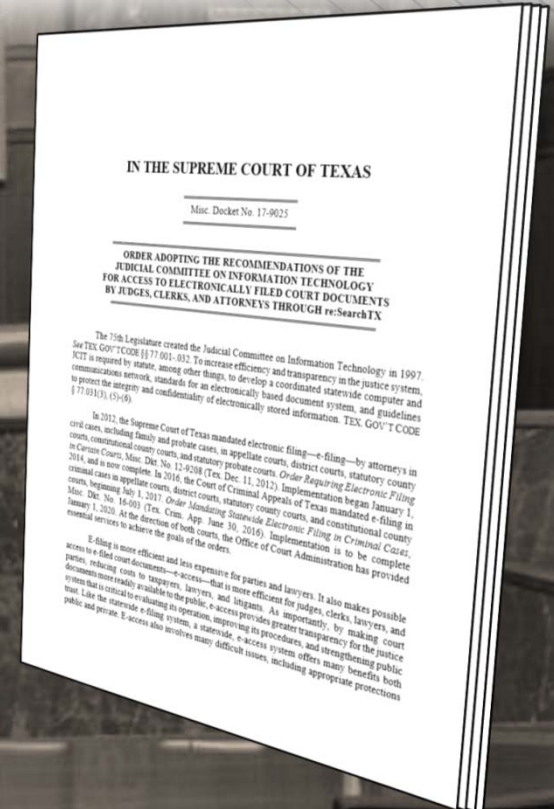 IN THE SUPREME COURT OF TEXAS
Misc. Docket No. 17-9025
ORDER ADOPTING THE RECOMMENDATIONS OF THE
JUDICIAL COMMITTEE ON INFORMATION TECHNOLOGY
FOR ACCESS TO ELECTRONICALLY FILED COURT DOCUMENTS
BY JUDGES, CLERKS, AND ATTORNEYS THROUGH re:SearchTX
The 75th Legislature created the Judicial Committee on Information Technology in 1997.
See TEX. GOV'T CODE §§ 77.001-.032. To increase efficiency and transparency in the justice system,
JCIT is required by statute, among other things, to develop a coordinated statewide computer and
communications network, standards for an electronically based document system, and guidelines
to protect the integrity and confidentiality of electronically stored information. TEX. GOV'T CODE
§ 77.031(3), (5)-(6).
In 2012, the Supreme Court of Texas mandated electronic filing—e-filing—by attorneys in
civil cases, including family and probate cases, in appellate courts, district courts, statutory county
courts, constitutional county courts, and statutory probate courts. Order Requiring Electronic Filing
in Certain Courts, Misc. Dkt. No. 12-9208 (Tex. Dec. 11, 2012). Implementation began January 1,
2014, and is now complete. In 2016, the Court of Criminal Appeals of Texas mandated e-filing in
criminal cases in appellate courts, district courts, statutory county courts, and constitutional county
courts, beginning July 1, 2017. Order Mandating Statewide Electronic Filing in Criminal Cases,
Misc. Dkt. No. 16-003 (Tex. Crim. App. June 30, 2016). Implementation is to be complete
January 1, 2020. At the direction of both courts, the Office of Court Administration has provided
essential services to achieve the goals of the orders.
E-filing is more efficient and less expensive for parties and lawyers. It also makes possible
access to e-filed court documents—e-access—that is more efficient for judges, clerks, lawyers, and
parties, reducing costs to taxpayers, lawyers, and litigants. As importantly, by making court
documents more readily available to the public, e-access provides greater transparency for the justice
system that is critical to evaluating its operation, improving its procedures, and strengthening public
trust. Like the statewide e-filing system, a statewide, e-access system offers many benefits both
public and private. E-access also involves many difficult issues, including appropriate protections